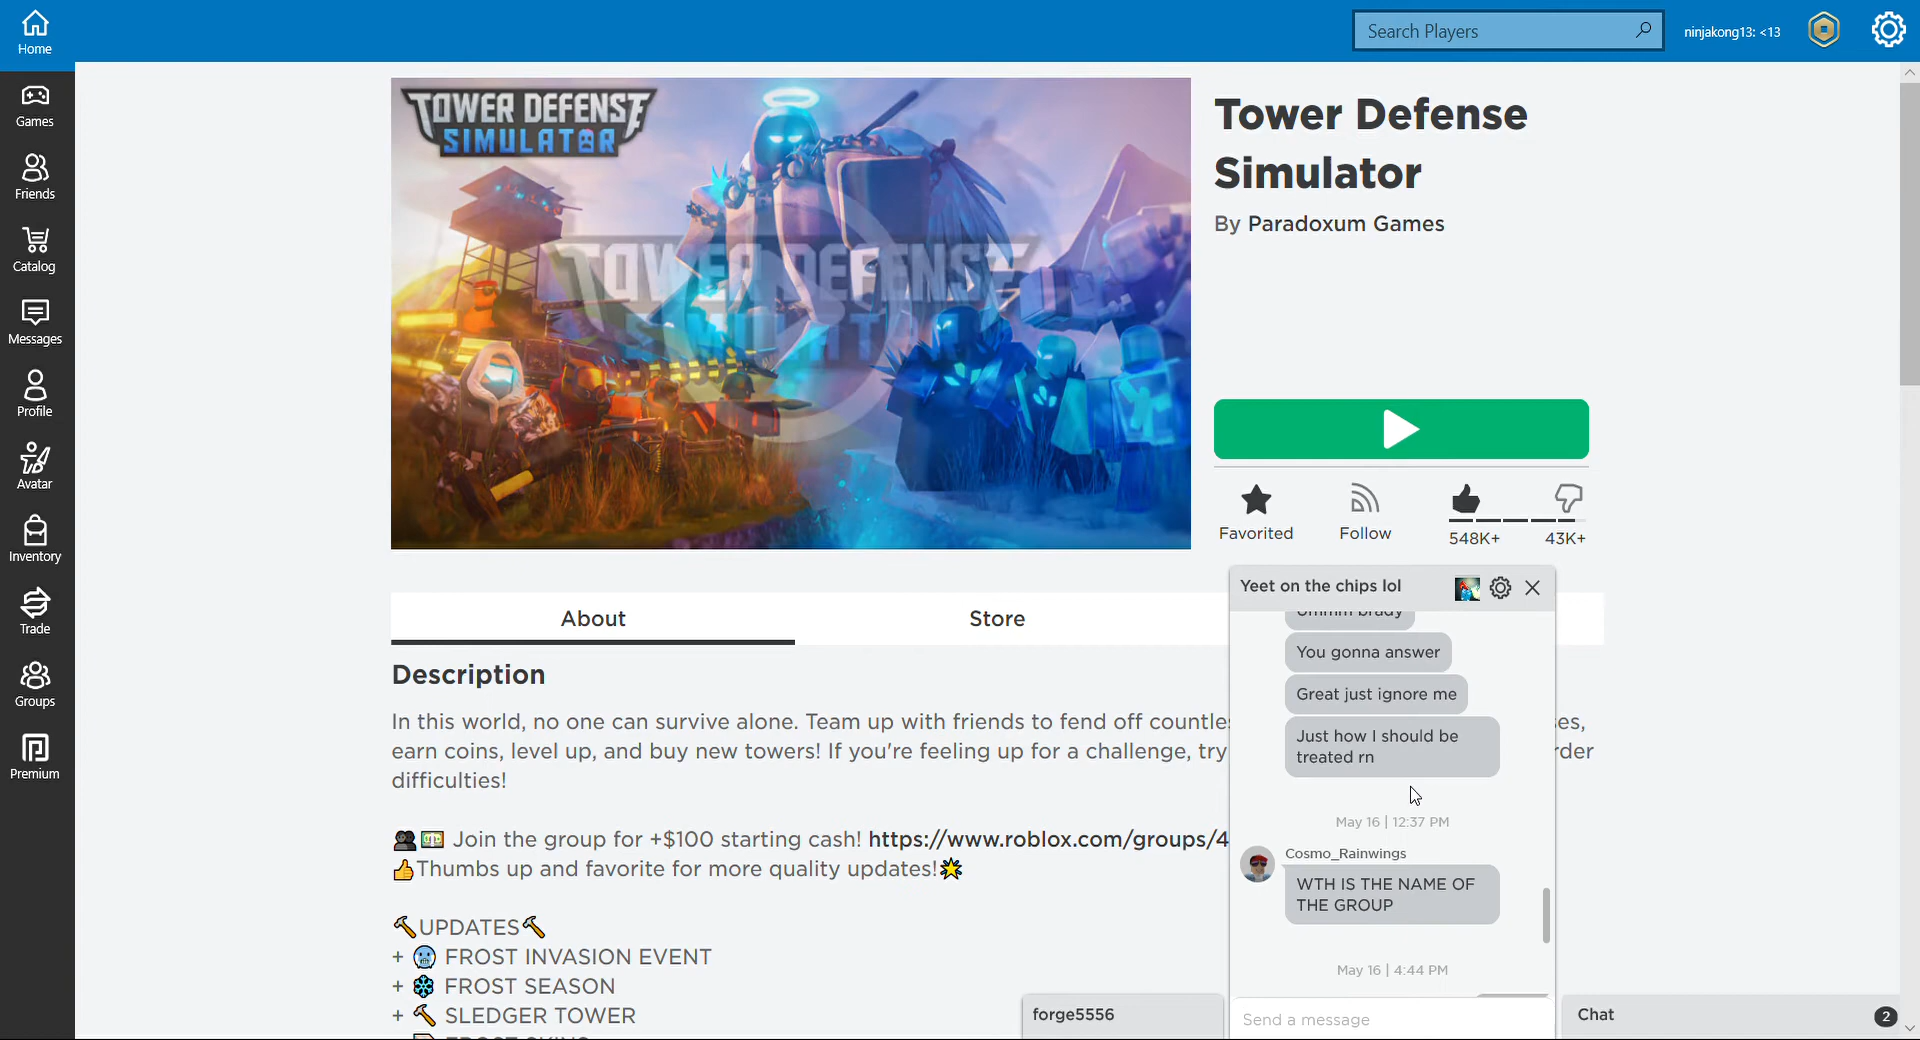 Home
Search Players
ninjakong13: <13
Games
Friends
Catalog
Messages
Profile
Avatar
Inventory
Trade
Groups
Premium
TOWER DEFENSE
SIMULATOR
TOWER DEFENSE
SIMULATOR
Tower Defense
Simulator
By Paradoxum Games
Favorited
Follow
548K+
43K+
About
Store
Description
In this world, no one can survive alone. Team up with friends to fend off
earn coins, level up, and buy new towers! If you're feeling up for a challenge, try
difficulties!
Join the group for +$100 starting cash! https://www.roblox.com/groups/4
Thumbs up and favorite for more quality updates!
UPDATES
+ FROST INVASION EVENT
+ FROST SEASON
+ SLEDGER TOWER
Yeet on the chips lol
brady
You gonna answer
Great just ignore me
Just how I should be
treated rn
May 16 | 12:37 PM
Cosmo_Rainwings
WTH IS THE NAME OF
THE GROUP
May 16 | 4:44 PM
forge5556
Send a message
Chat
2